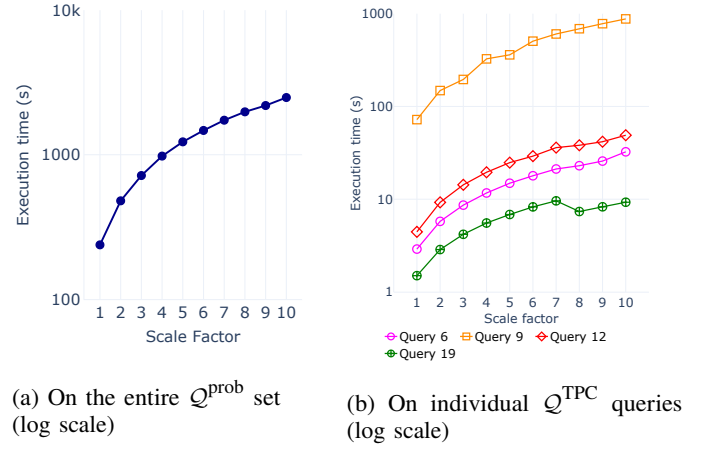 10k
1000
100
Execution time (s)
1 2 3 4 5 6 7 8 9 10
Scale Factor
(a) On the entire 𝒬^prob set
(log scale)
1000
100
10
1
Execution time (s)
1 2 3 4 5 6 7 8 9 10
Scale factor
Query 6 Query 9 Query 12
Query 19
(b) On individual 𝒬^TPC queries
(log scale)